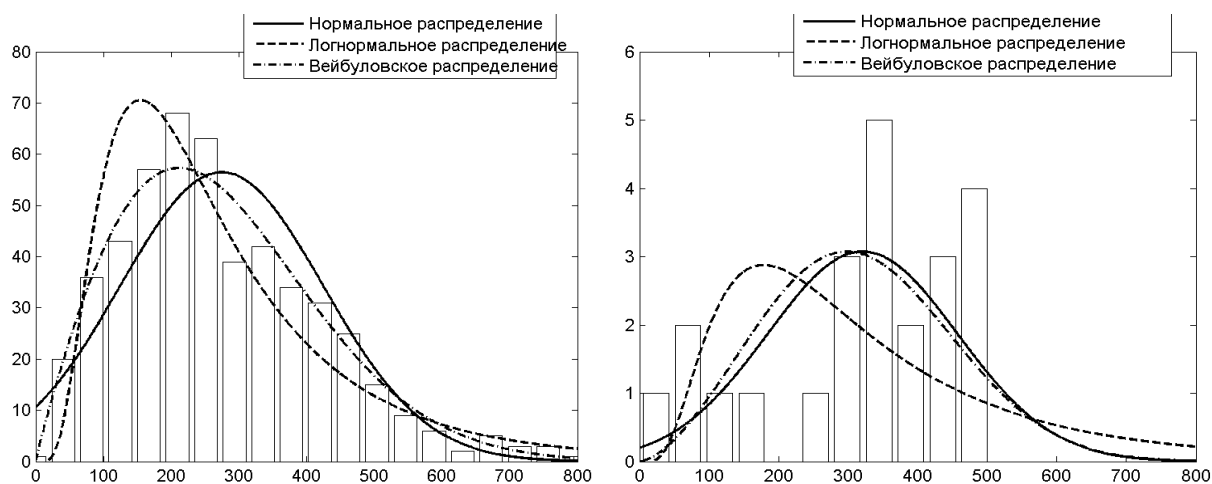 Нормальное распределение
Логнормальное распределение
Вейбуловское распределение
80
70
60
50
40
30
20
10
0
0 100 200 300 400 500 600 700 800
Нормальное распределение
Логнормальное распределение
Вейбуловское распределение
6
5
4
3
2
1
0
0 100 200 300 400 500 600 700 800